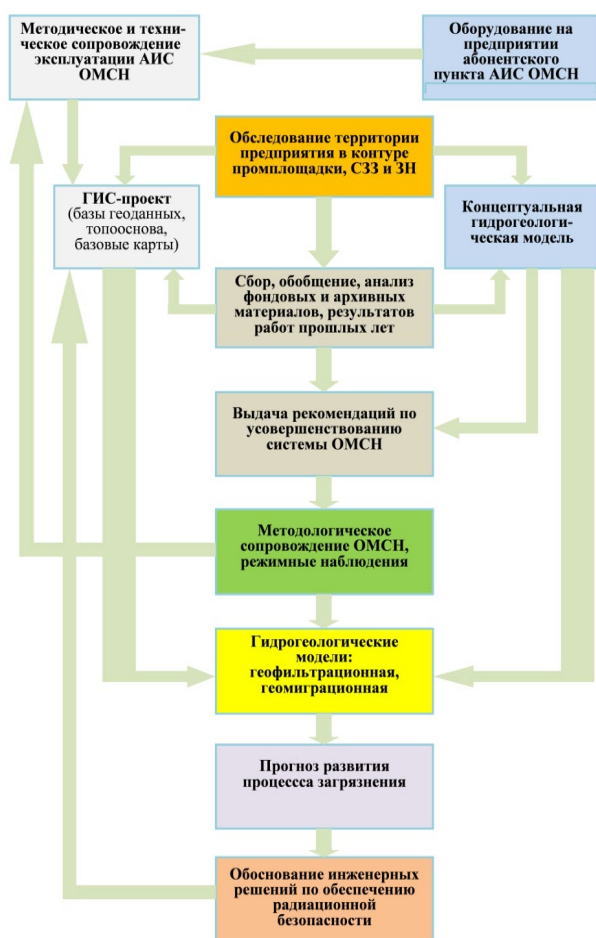 Методическое и техни-
ческое сопровождение
эксплуатации АИС
ОМСН
Оборудование на
предприятии
абонентского
пункта АИС ОМСН
Обследование территории
предприятия в контуре
промплощадки, СЗЗ и ЗН
ГИС-проект
(базы геоданных,
топооснова,
базовые карты)
Концептуальная
гидрогеологи-
ческая модель
Сбор, обобщение, анализ
фондовых и архивных
материалов, результатов
работ прошлых лет
Выдача рекомендаций по
усовершенствованию
системы ОМСН
Методологическое
сопровождение ОМСН,
режимные наблюдения
Гидрогеологические
модели:
геофильтрационная,
геомиграционная
Прогноз развития
процессса загрязнения
Обоснование инженерных
решений по обеспечению
радиационной
безопасности